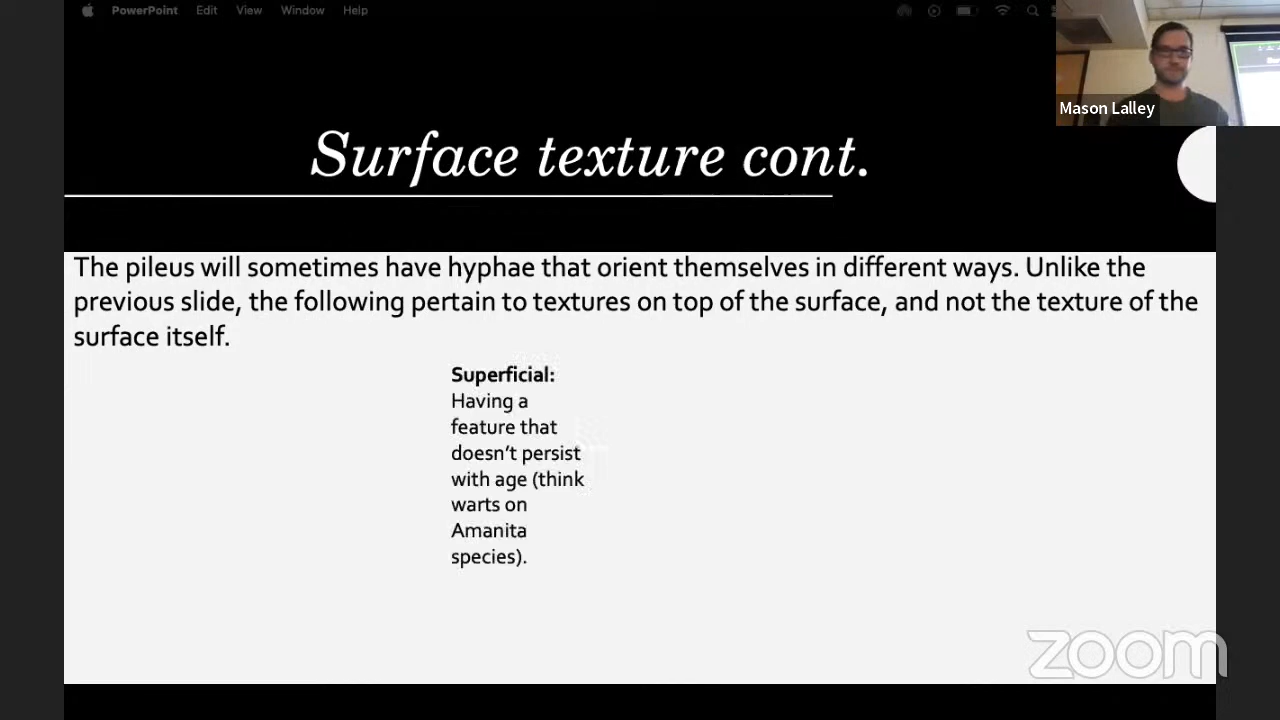 PowerPoint Edit View Window Help
Mason Lalley
Surface texture cont.
The pileus will sometimes have hyphae that orient themselves in different ways. Unlike the
previous slide, the following pertain to textures on top of the surface, and not the texture of the
surface itself.
Superficial:
Having a
feature that
doesn't persist
with age (think
warts on
Amanita
species).
zoom